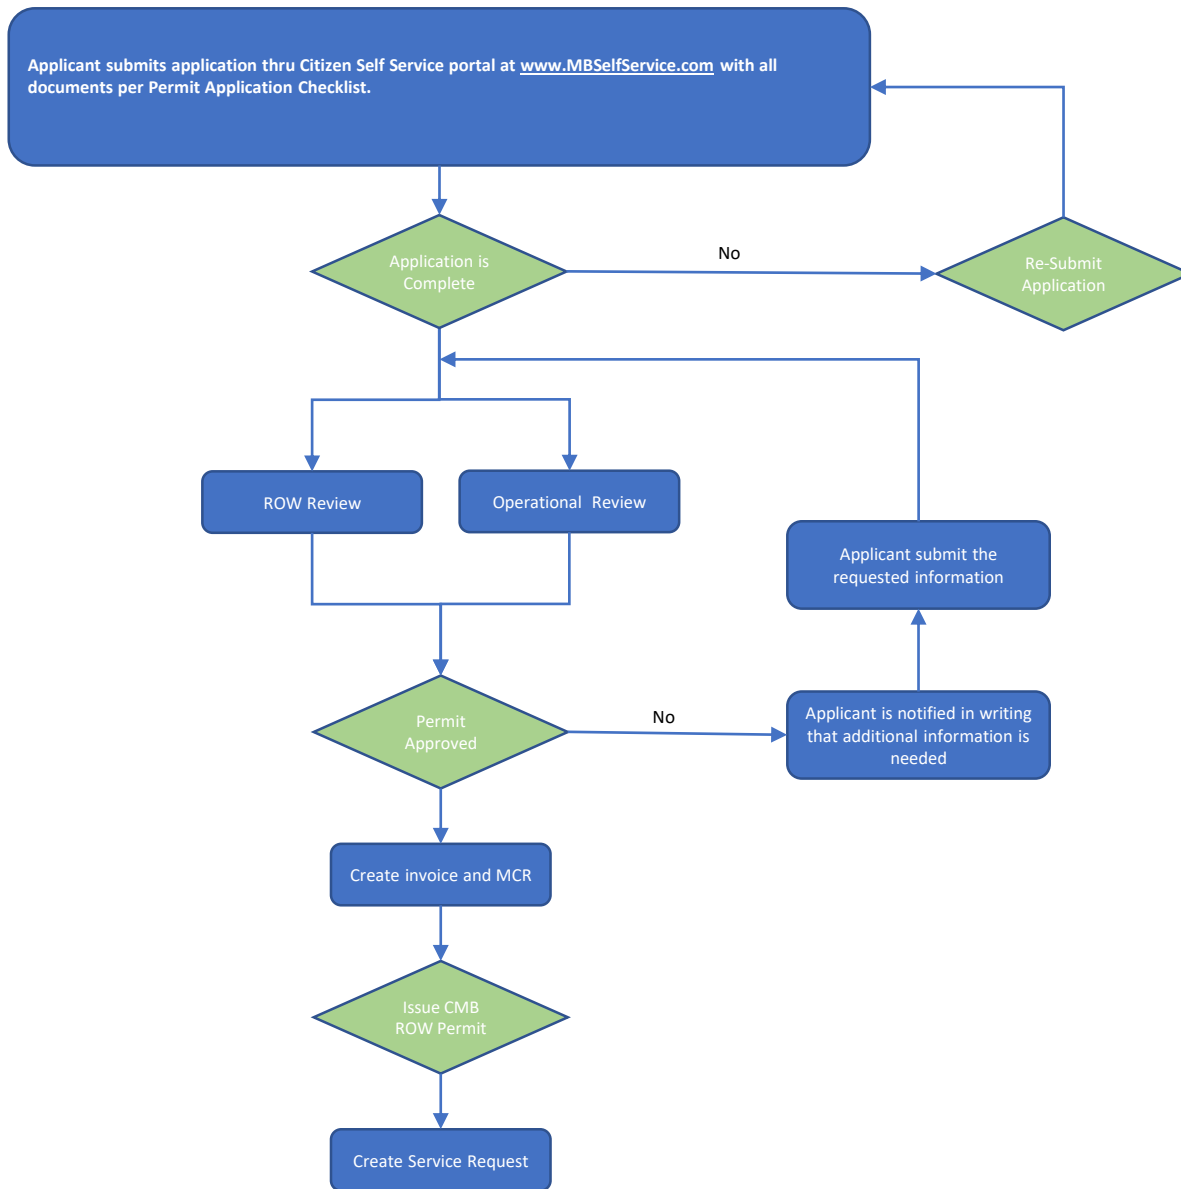 Applicant submits application thru Citizen Self Service portal at www.MBSelfService.com with all
documents per Permit Application Checklist.
Application is
Complete
No
Re-Submit
Application
ROW Review
Operational Review
Applicant submit the
requested information
Permit
Approved
No
Applicant is notified in writing
that additional information is
needed
Create invoice and MCR
Issue CMB
ROW Permit
Create Service Request